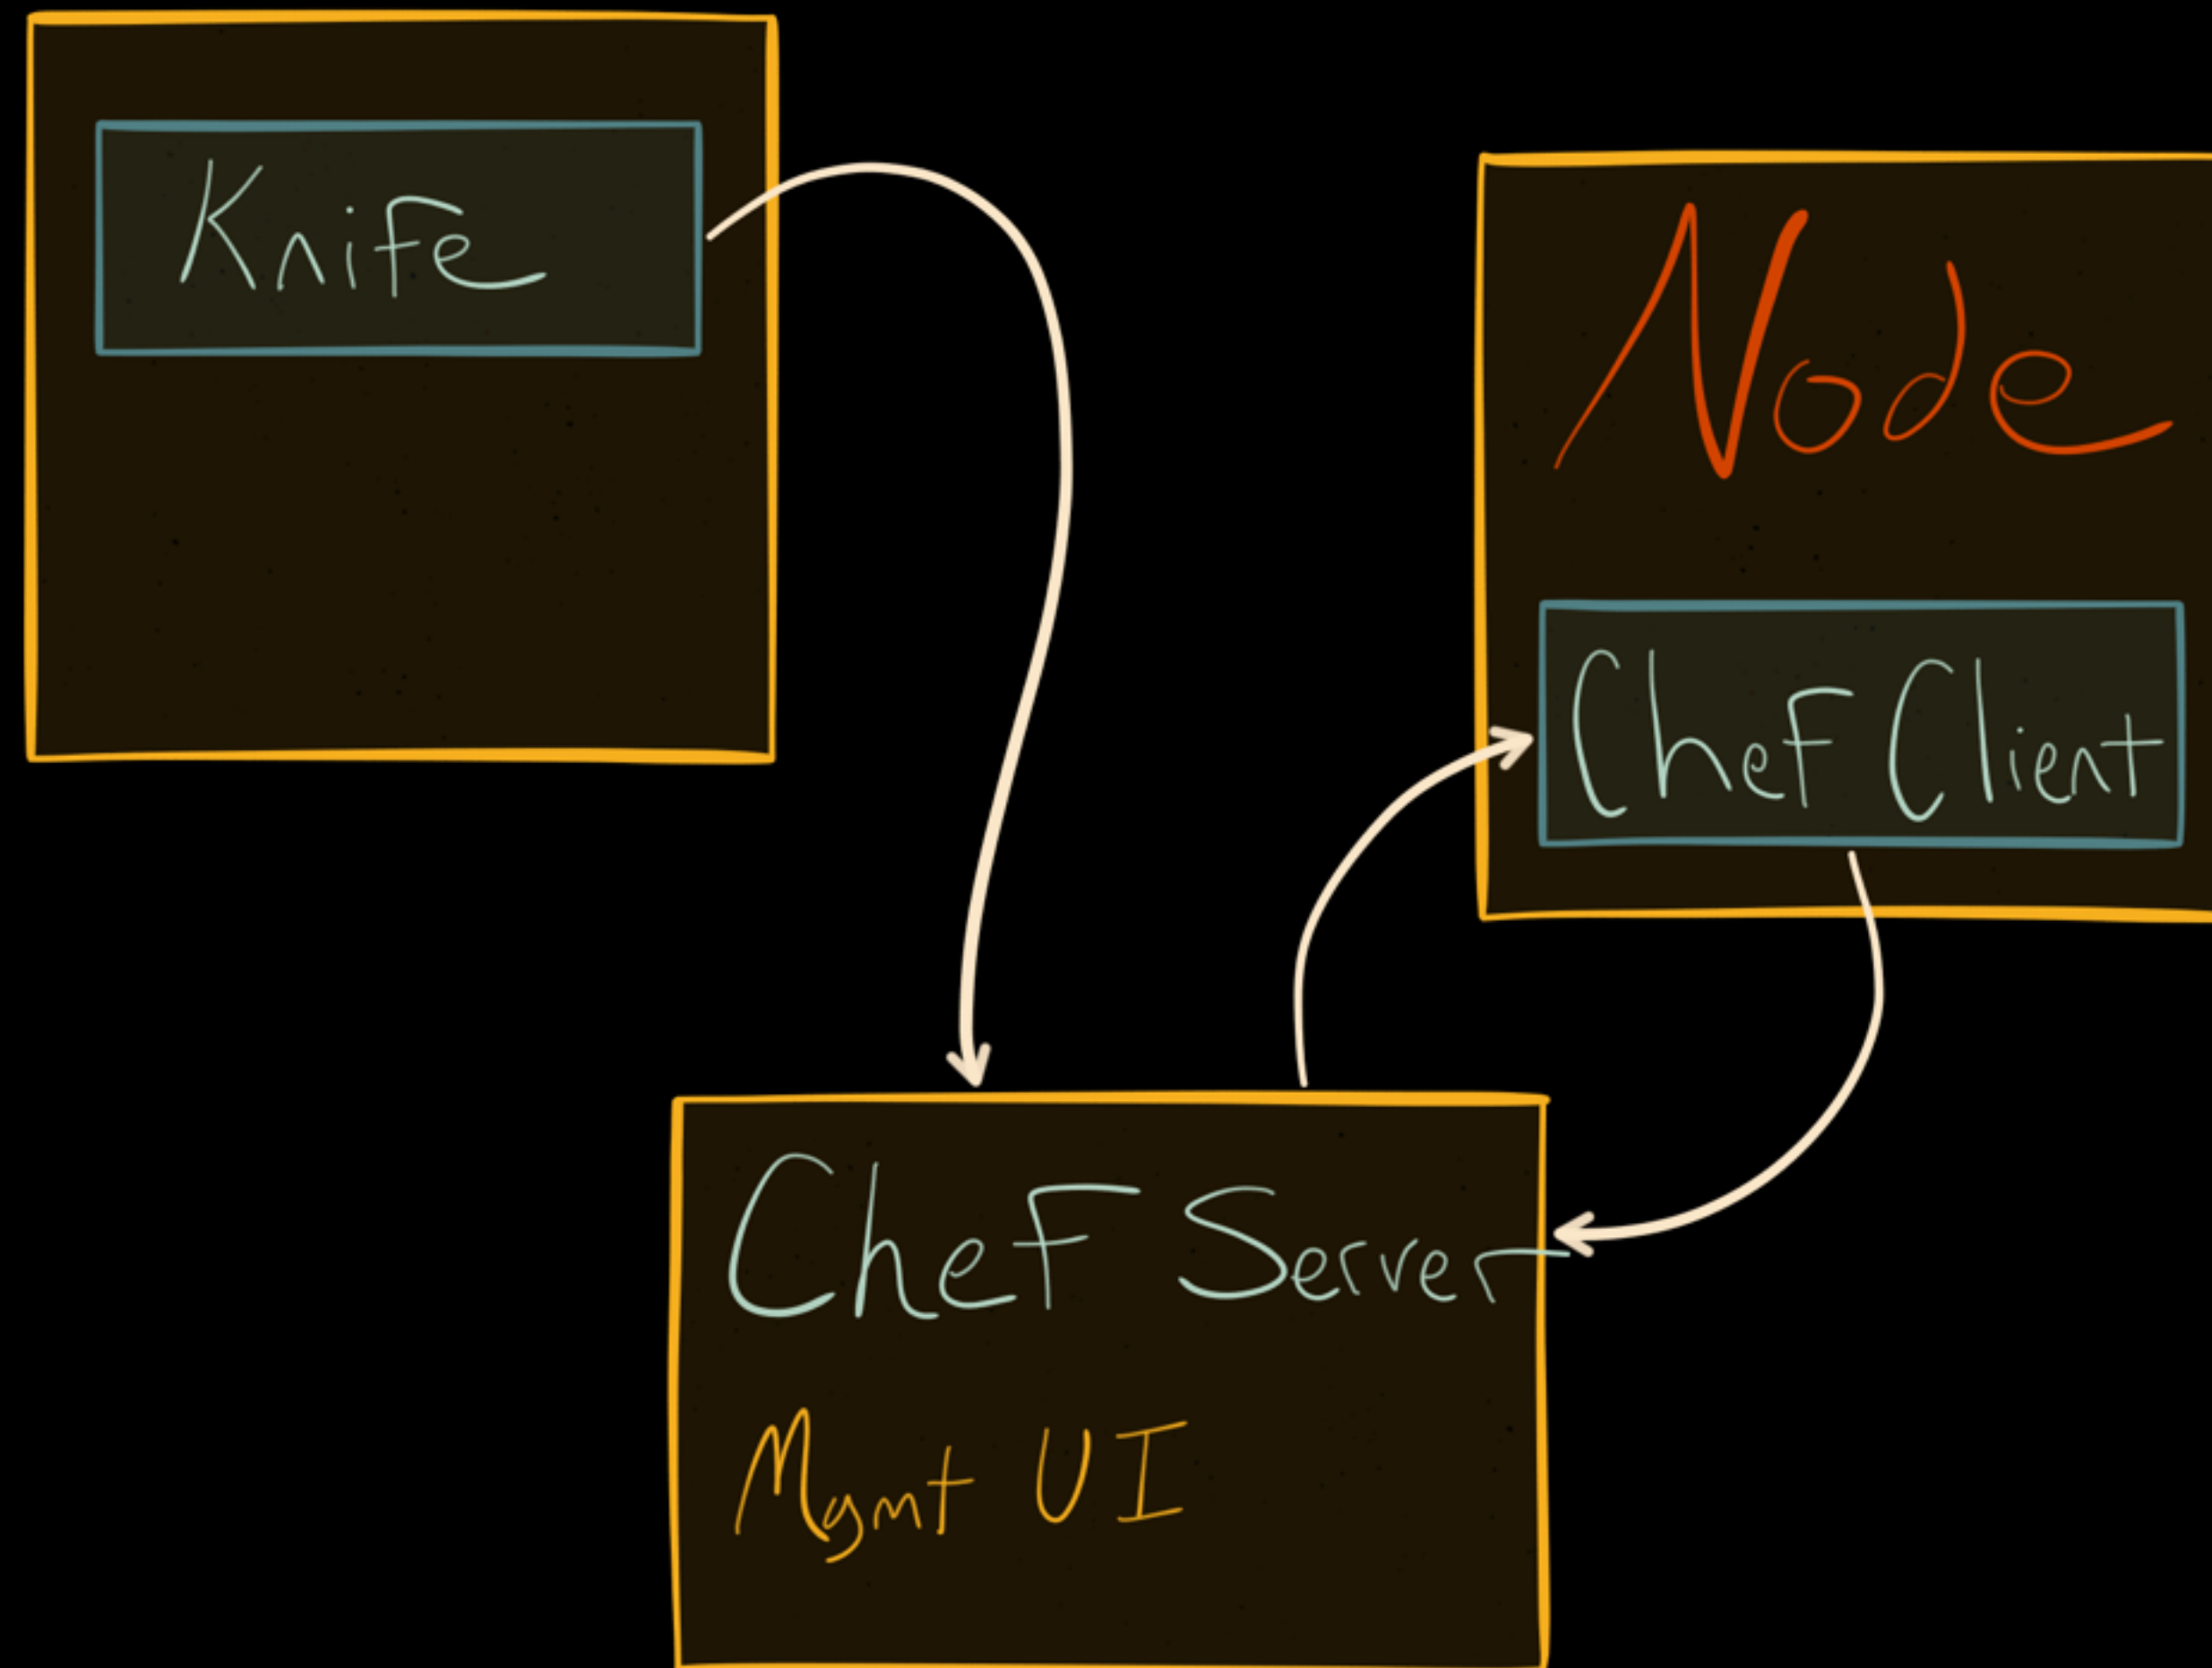 Knife
Node
Chef Client
Chef Server
Mgmt UI